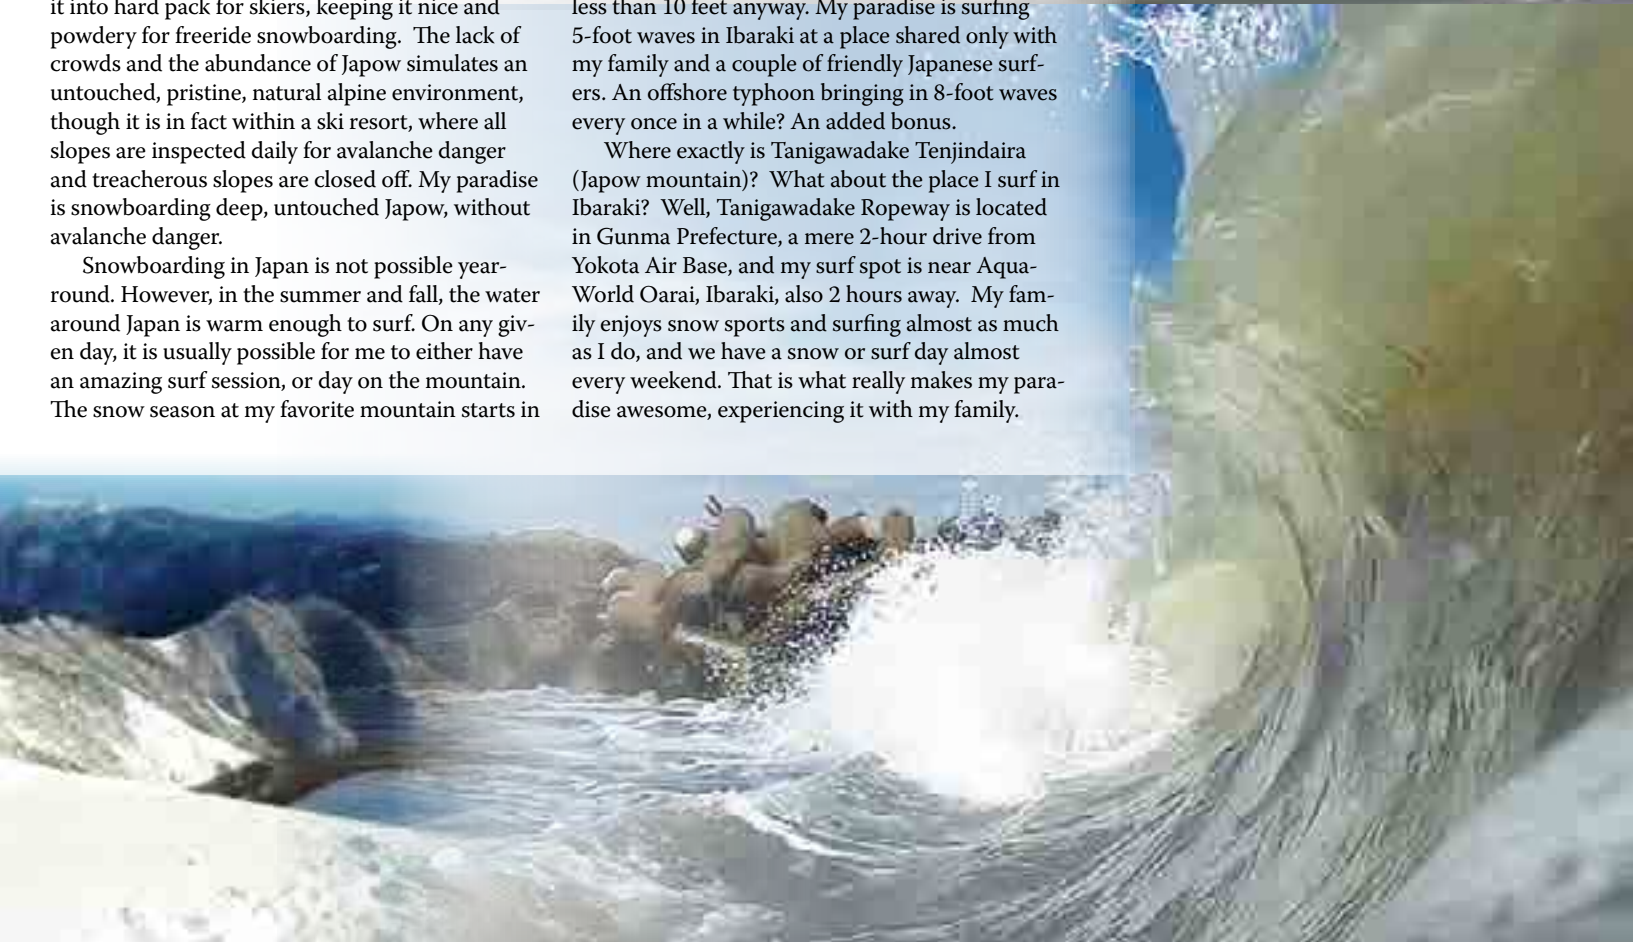 it into hard pack for skiers, keeping it nice and
powdery for freeride snowboarding.  The lack of
crowds and the abundance of Japow simulates an
untouched, pristine, natural alpine environment,
though it is in fact within a ski resort, where all
slopes are inspected daily for avalanche danger
and treacherous slopes are closed off. My paradise
is snowboarding deep, untouched Japow, without
avalanche danger.
Snowboarding in Japan is not possible year-
round. However, in the summer and fall, the water
around Japan is warm enough to surf. On any giv-
en day, it is usually possible for me to either have
an amazing surf session, or day on the mountain.
The snow season at my favorite mountain starts in
less than 10 feet anyway. My paradise is surfing
5-foot waves in Ibaraki at a place shared only with
my family and a couple of friendly Japanese surf-
ers. An offshore typhoon bringing in 8-foot waves
every once in a while? An added bonus.
Where exactly is Tanigawadake Tenjindaira
(Japow mountain)?  What about the place I surf in
Ibaraki?  Well, Tanigawadake Ropeway is located
in Gunma Prefecture, a mere 2-hour drive from
Yokota Air Base, and my surf spot is near Aqua-
World Oarai, Ibaraki, also 2 hours away.  My fam-
ily enjoys snow sports and surfing almost as much
as I do, and we have a snow or surf day almost
every weekend. That is what really makes my para-
dise awesome, experiencing it with my family.